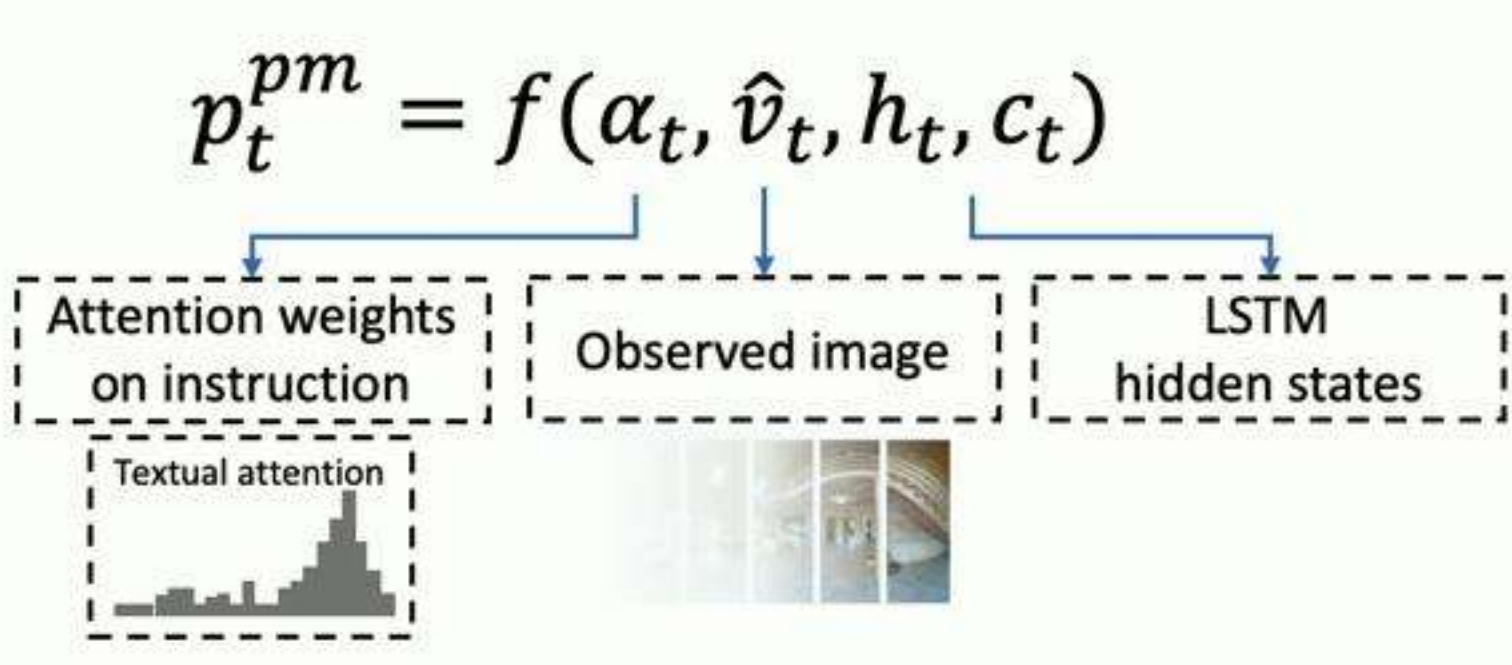 p_t^{pm} = f(α_t, v̂_t, h_t, c_t)
Attention weights
on instruction
Observed image
LSTM
hidden states
Textual attention